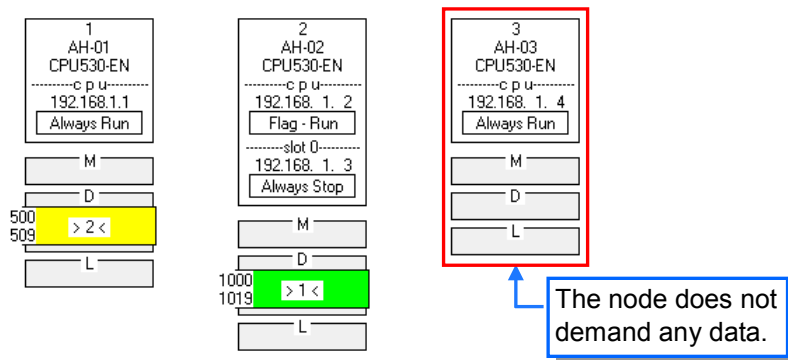 1
AH-01
CPU530-EN
---------c p u---------
192.168.1.1
Always Run
M
D
500
509
> 2 <
L
2
AH-02
CPU530-EN
---------c p u---------
192.168. 1. 2
Flag - Run
---------slot 0---------
192.168. 1. 3
Always Stop
M
D
1000
1019
> 1 <
L
3
AH-03
CPU530-EN
---------c p u---------
192.168. 1. 4
Always Run
M
D
L
The node does not
demand any data.